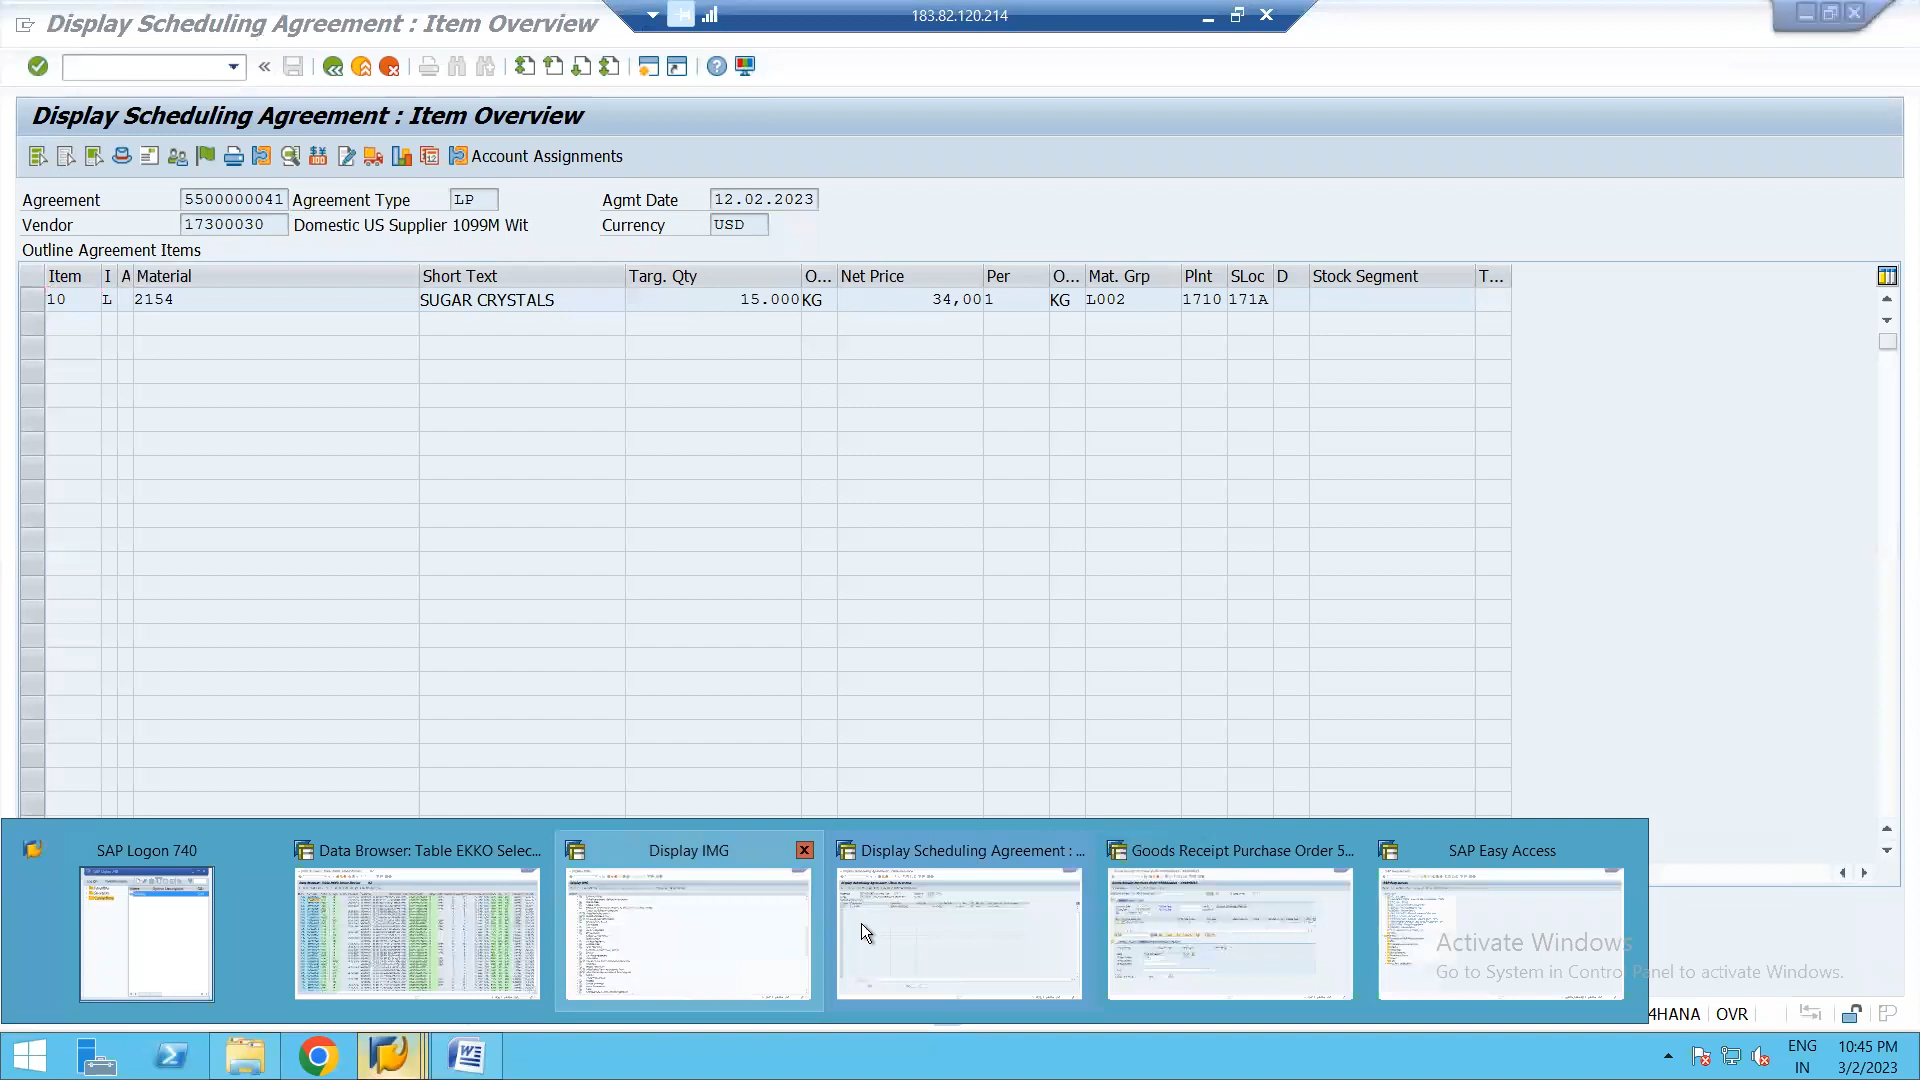 Display Scheduling Agreement : Item Overview
183.82.120.214
Display Scheduling Agreement : Item Overview
Account Assignments
Agreement 5500000041 Agreement Type LP Agmt Date 12.02.2023
Vendor 17300030 Domestic US Supplier 1099M Wit Currency USD
Outline Agreement Items
Item I A Material Short Text Targ. Qty O... Net Price Per O... Mat. Grp Plnt SLoc D Stock Segment T...
10 L 2154 SUGAR CRYSTALS 15.000 KG 34,00 1 KG L002 1710 171A
SAP Logon 740 Data Browser: Table EKKO Selec... Display IMG Display Scheduling Agreement : ... Goods Receipt Purchase Order 5... SAP Easy Access
Activate Windows
Go to System in Control Panel to activate Windows.
4HANA OVR
ENG 10:45 PM
IN 3/2/2023